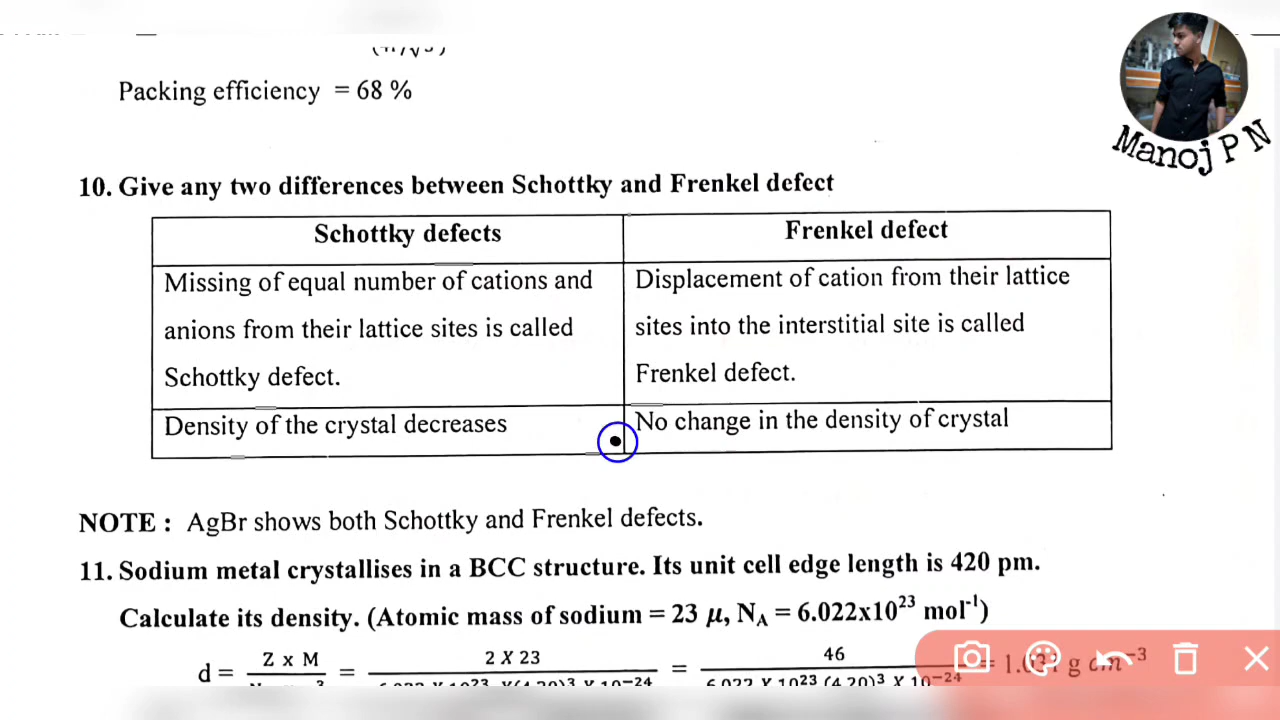 Packing efficiency = 68 %
Manoj P N
10. Give any two differences between Schottky and Frenkel defect
Schottky defects
Frenkel defect
Missing of equal number of cations and
anions from their lattice sites is called
Schottky defect.
Displacement of cation from their lattice
sites into the interstitial site is called
Frenkel defect.
Density of the crystal decreases
No change in the density of crystal
NOTE : AgBr shows both Schottky and Frenkel defects.
11. Sodium metal crystallises in a BCC structure. Its unit cell edge length is 420 pm.
Calculate its density. (Atomic mass of sodium = 23 μ, N_A = 6.022x10²³ mol⁻¹)
d = Z x M = 2 X 23 = 46 = g cm⁻³